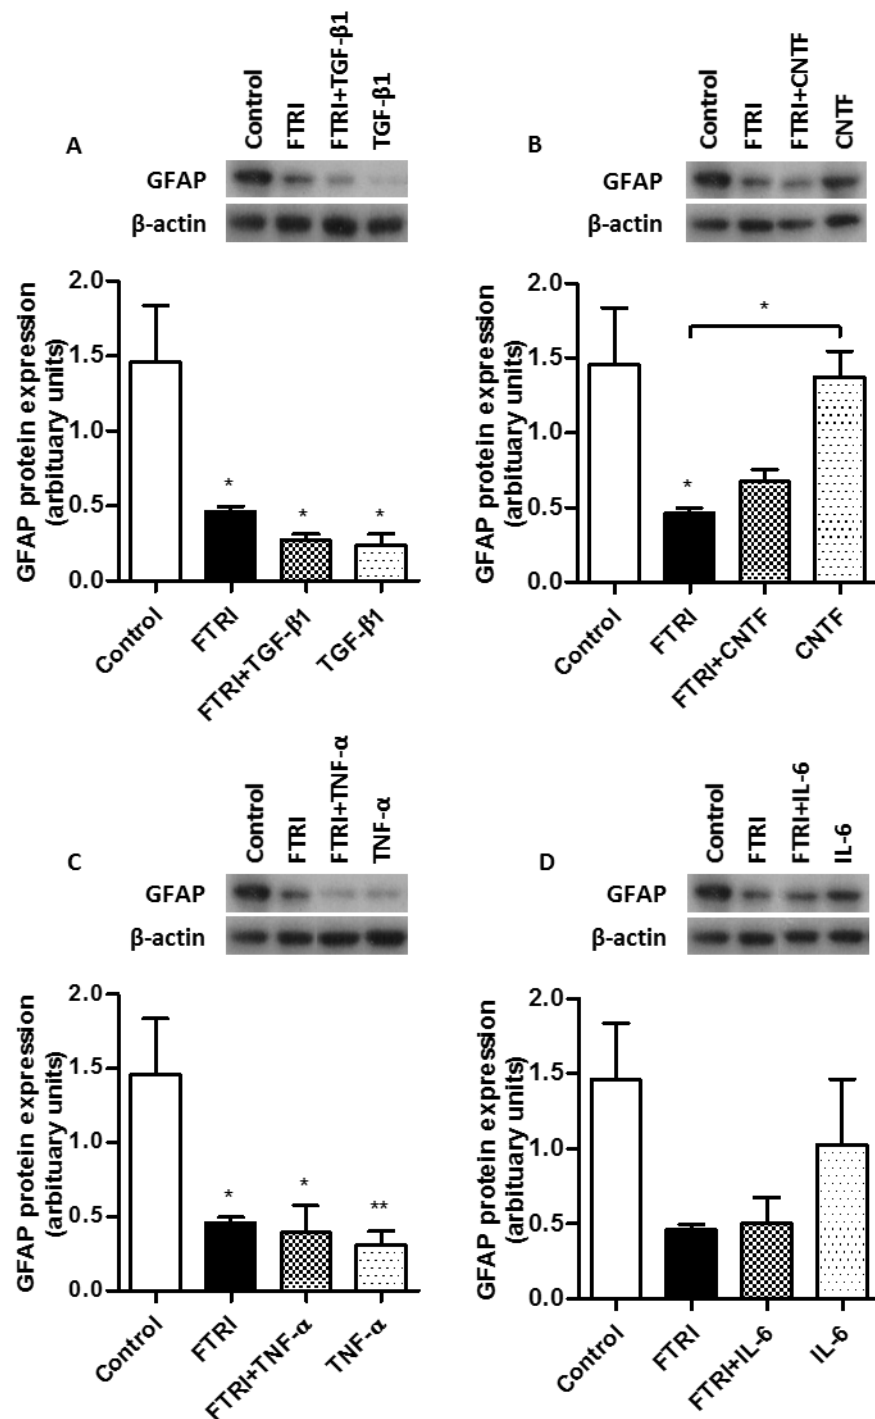 A
Control
FTRI
FTRI+TGF-β1
TGF-β1
GFAP
β-actin
GFAP protein expression
(arbituary units)
2.0
1.5
1.0
0.5
0.0
*
*
*
Control
FTRI
FTRI+TGF-β1
TGF-β1
B
Control
FTRI
FTRI+CNTF
CNTF
GFAP
β-actin
GFAP protein expression
(arbituary units)
2.0
1.5
1.0
0.5
0.0
*
*
Control
FTRI
FTRI+CNTF
CNTF
C
Control
FTRI
FTRI+TNF-α
TNF-α
GFAP
β-actin
GFAP protein expression
(arbituary units)
2.0
1.5
1.0
0.5
0.0
*
*
**
Control
FTRI
FTRI+TNF-α
TNF-α
D
Control
FTRI
FTRI+IL-6
IL-6
GFAP
β-actin
GFAP protein expression
(arbituary units)
2.0
1.5
1.0
0.5
0.0
Control
FTRI
FTRI+IL-6
IL-6